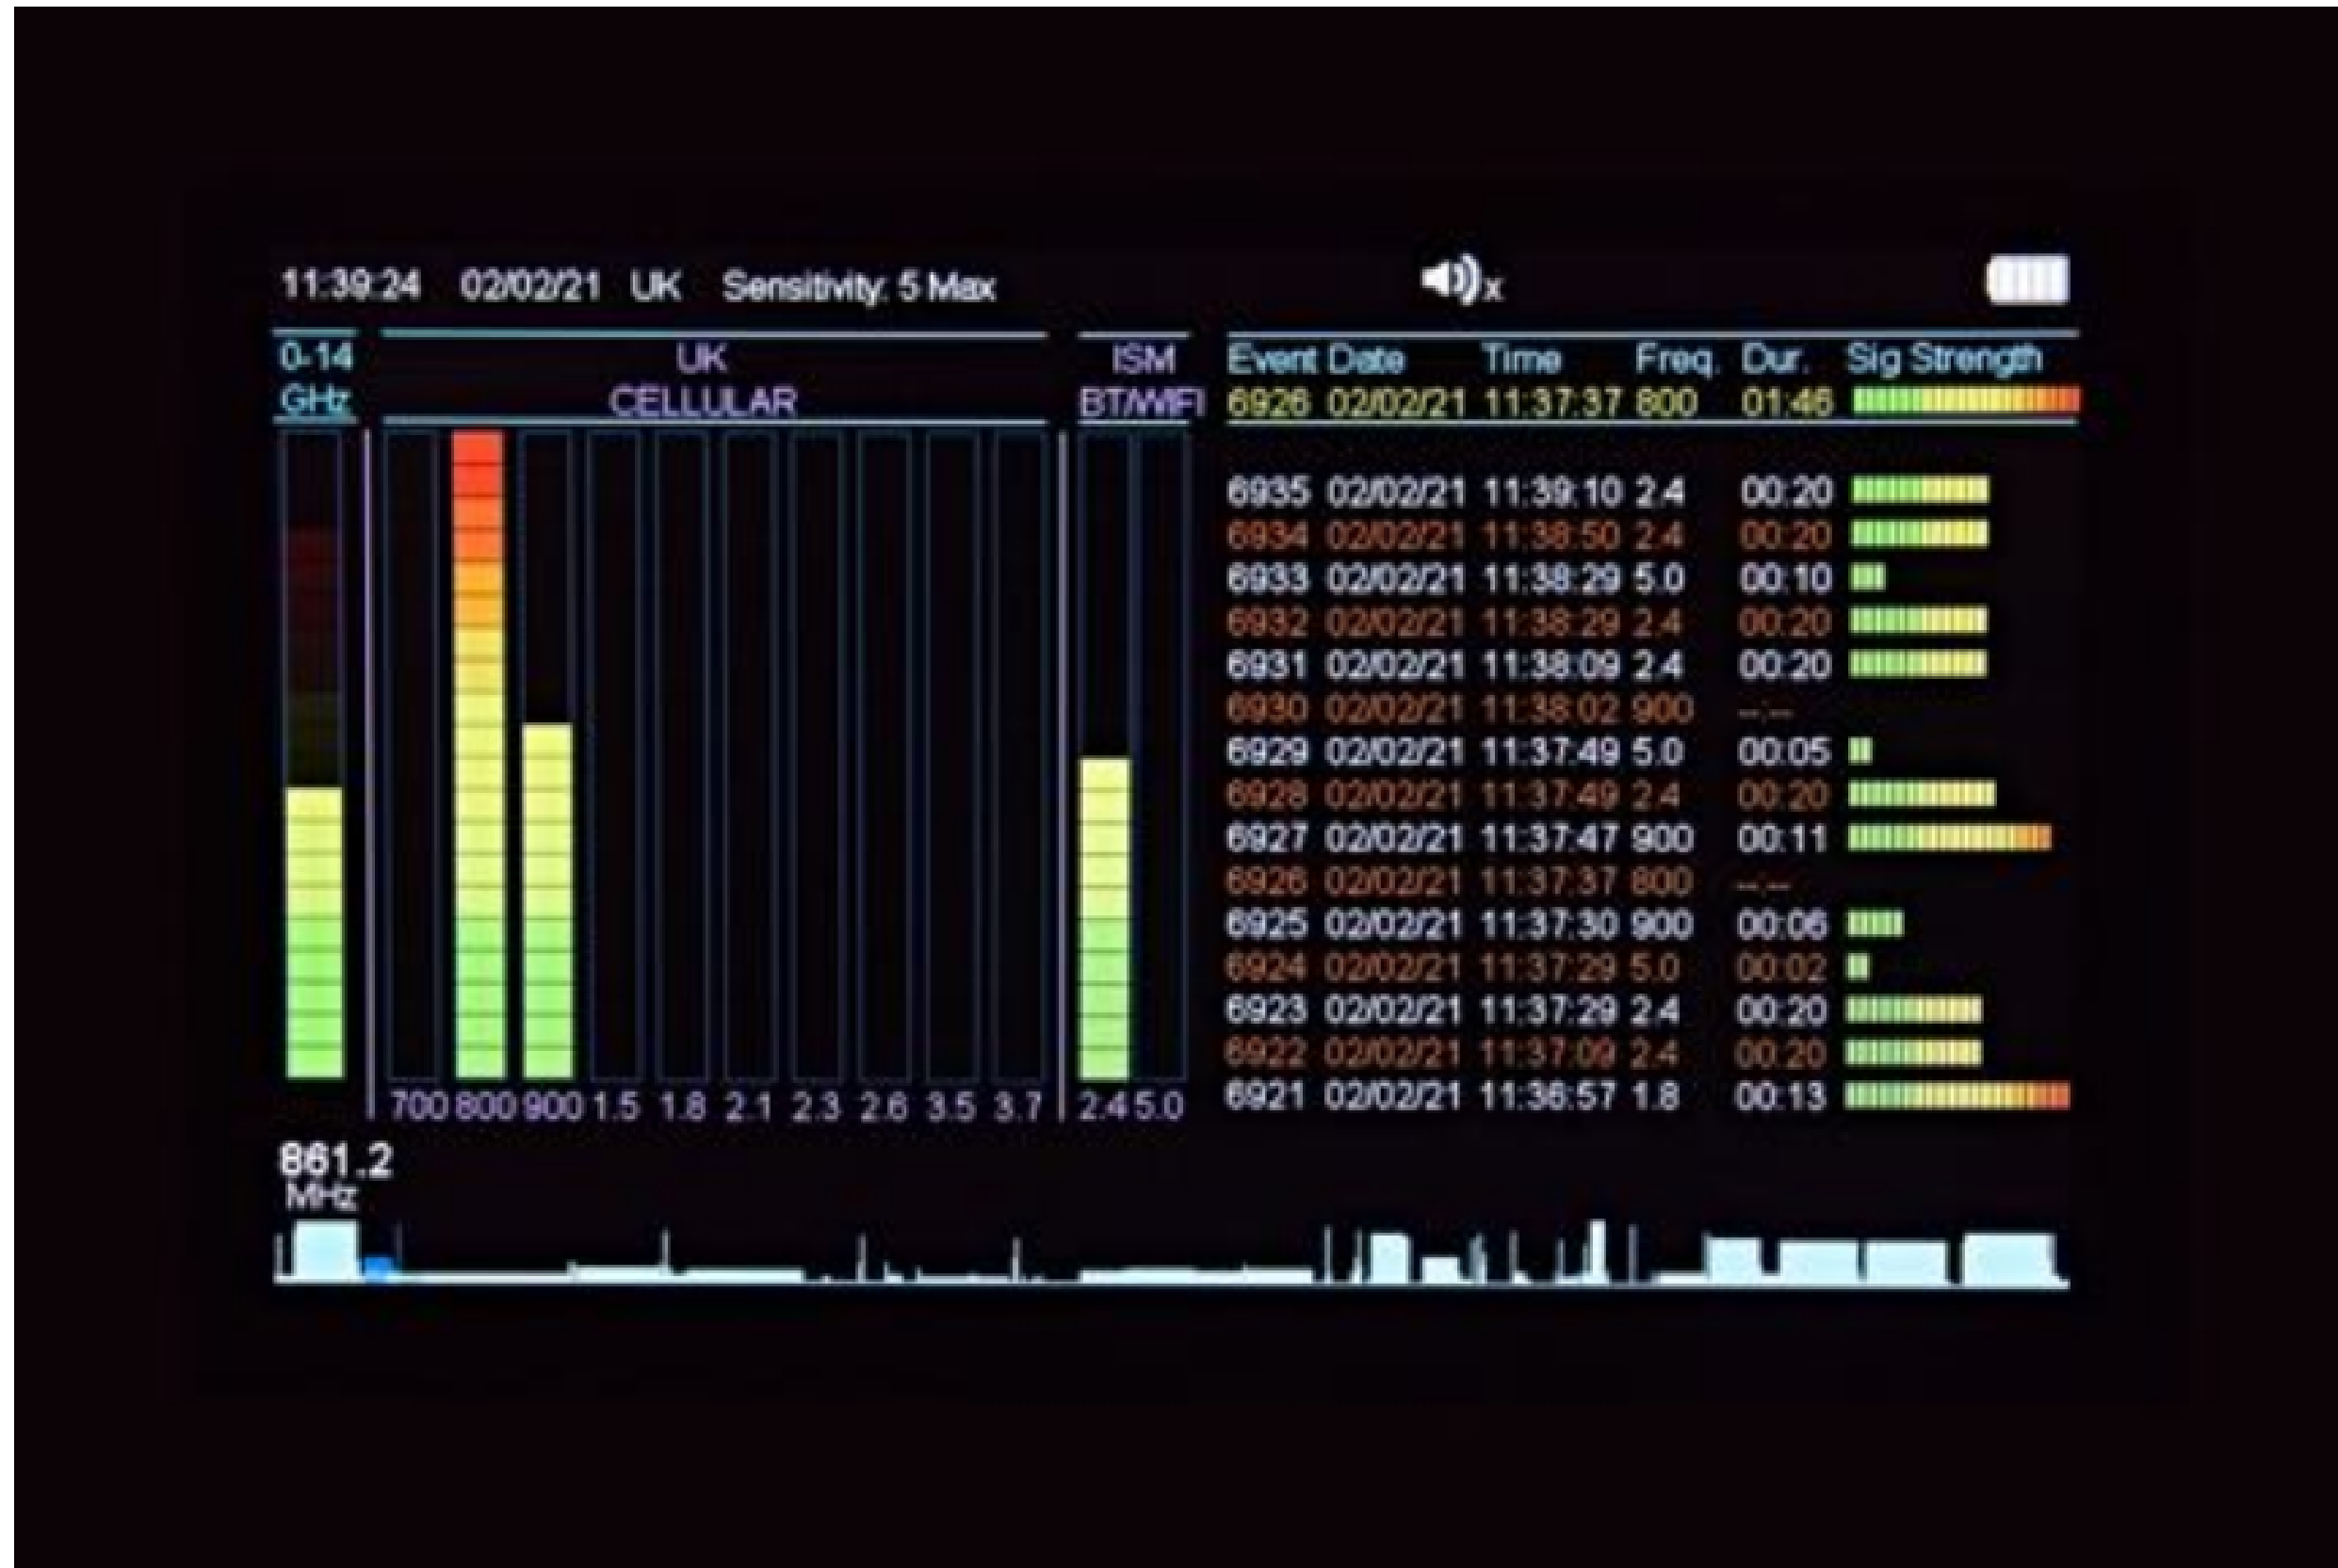 11:39:24 02/02/21 UK Sensitivity: 5 Max x
0-14 UK ISM
GHz CELLULAR BT/WIFI
Event Date Time Freq. Dur. Sig Strength
6926 02/02/21 11:37:37 800 01:46
6935 02/02/21 11:39:10 2.4 00:20
6934 02/02/21 11:38:50 2.4 00:20
6933 02/02/21 11:38:29 5.0 00:10
6932 02/02/21 11:38:29 2.4 00:20
6931 02/02/21 11:38:09 2.4 00:20
6930 02/02/21 11:38:02 900 --:--
6929 02/02/21 11:37:49 5.0 00:05
6928 02/02/21 11:37:49 2.4 00:20
6927 02/02/21 11:37:47 900 00:11
6926 02/02/21 11:37:37 800 --:--
6925 02/02/21 11:37:30 900 00:06
6924 02/02/21 11:37:29 5.0 00:02
6923 02/02/21 11:37:29 2.4 00:20
6922 02/02/21 11:37:09 2.4 00:20
6921 02/02/21 11:36:57 1.8 00:13
700 800 900 1.5 1.8 2.1 2.3 2.6 3.5 3.7 2.4 5.0
861.2
MHz